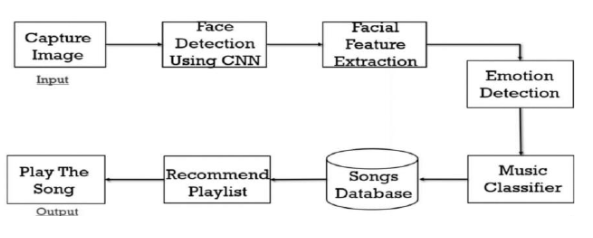 Capture
Image
Input
Face
Detection
Using CNN
Facial
Feature
Extraction
Emotion
Detection
Music
Classifier
Songs
Database
Recommend
Playlist
Play The
Song
Output